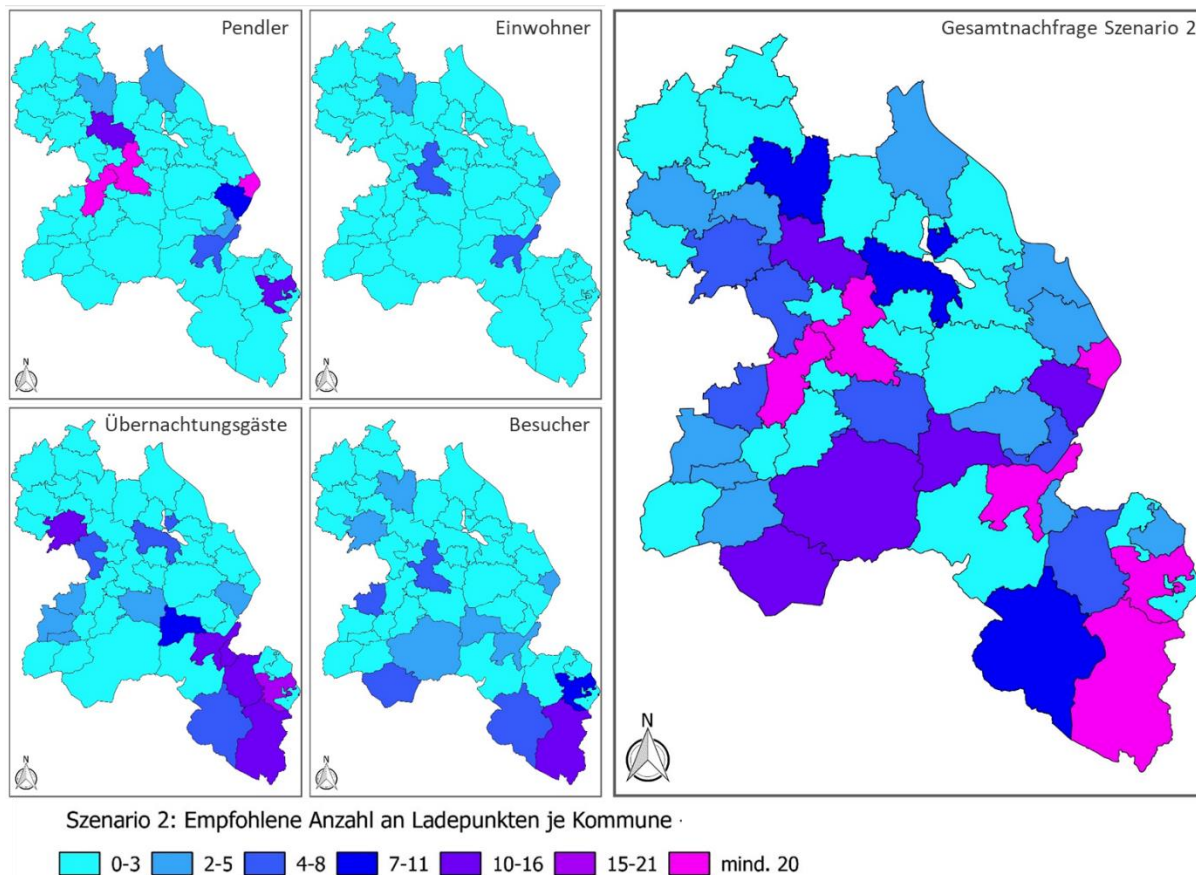 Pendler
Einwohner
Gesamtnachfrage Szenario 2
N
N
Übernachtungsgäste
Besucher
N
N
N
Szenario 2: Empfohlene Anzahl an Ladepunkten je Kommune
0-3
2-5
4-8
7-11
10-16
15-21
mind. 20